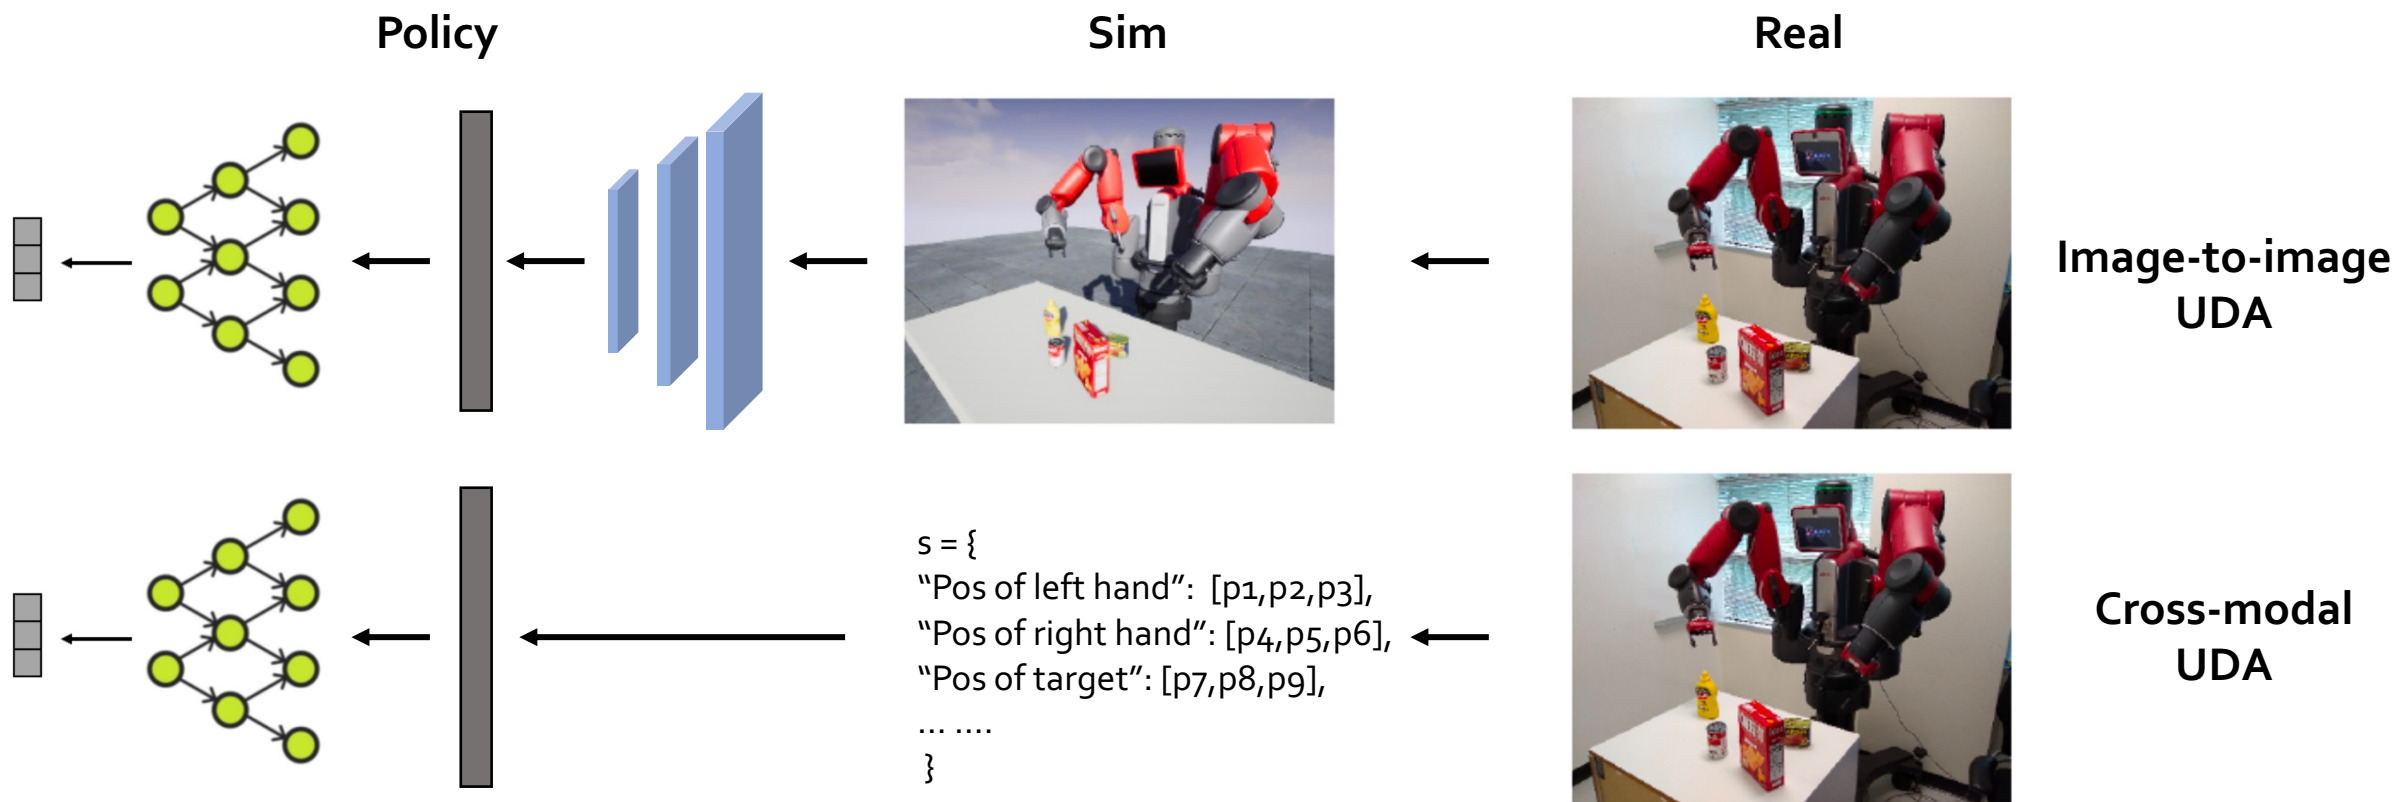 Policy
Sim
Real
Image-to-image
UDA
s = {
“Pos of left hand”: [p1,p2,p3],
“Pos of right hand”: [p4,p5,p6],
“Pos of target”: [p7,p8,p9],
... ....
}
Cross-modal
UDA